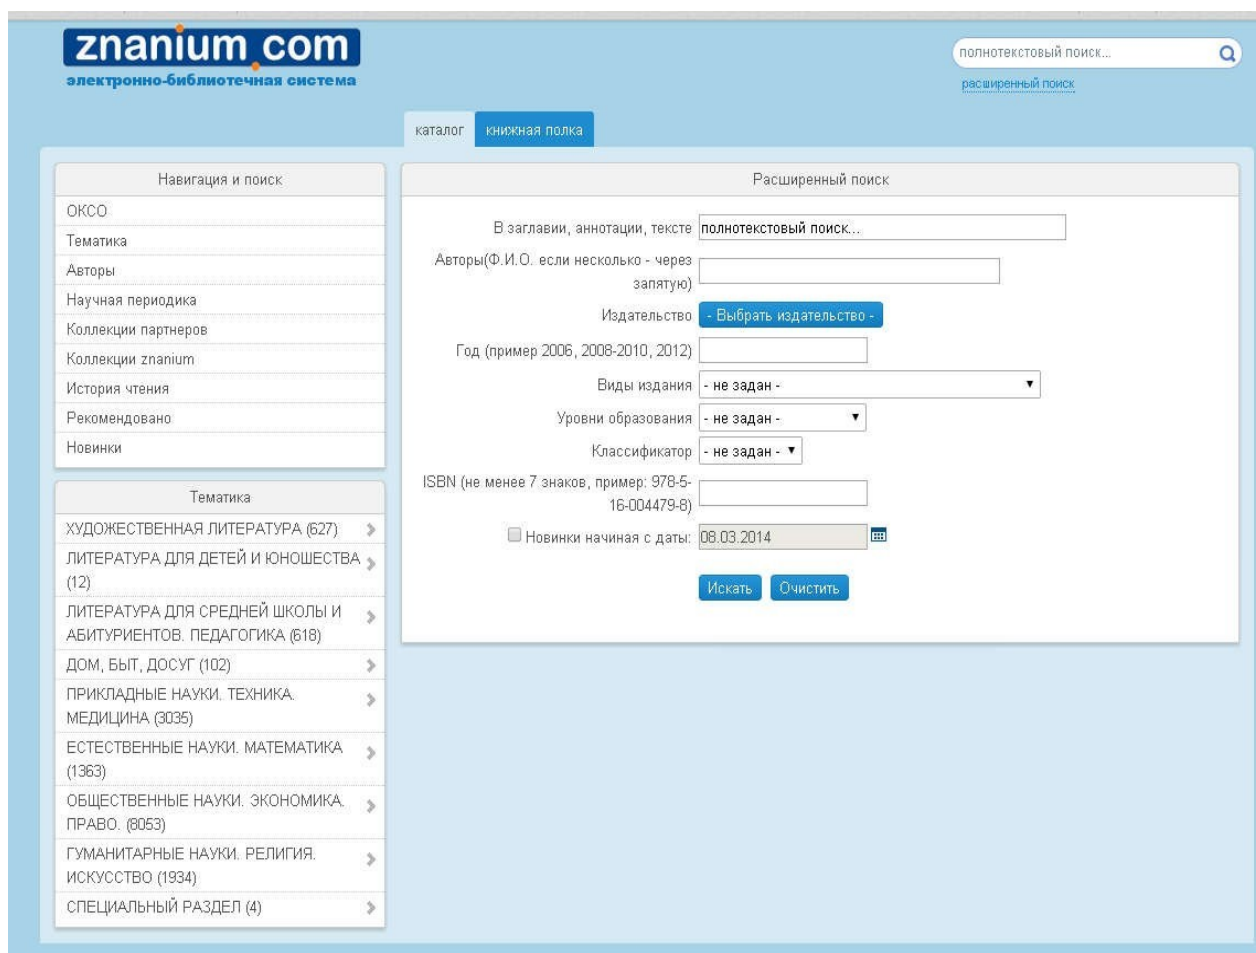 znanium.com
электронно-библиотечная система
полнотекстовый поиск...
расширенный поиск
каталог
книжная полка
Навигация и поиск
ОКСО
Тематика
Авторы
Научная периодика
Коллекции партнеров
Коллекции znanium
История чтения
Рекомендовано
Новинки
Тематика
ХУДОЖЕСТВЕННАЯ ЛИТЕРАТУРА (627)
ЛИТЕРАТУРА ДЛЯ ДЕТЕЙ И ЮНОШЕСТВА
(12)
ЛИТЕРАТУРА ДЛЯ СРЕДНЕЙ ШКОЛЫ И
АБИТУРИЕНТОВ. ПЕДАГОГИКА (618)
ДОМ, БЫТ, ДОСУГ (102)
ПРИКЛАДНЫЕ НАУКИ. ТЕХНИКА.
МЕДИЦИНА (3035)
ЕСТЕСТВЕННЫЕ НАУКИ. МАТЕМАТИКА
(1363)
ОБЩЕСТВЕННЫЕ НАУКИ. ЭКОНОМИКА.
ПРАВО. (8053)
ГУМАНИТАРНЫЕ НАУКИ. РЕЛИГИЯ.
ИСКУССТВО (1934)
СПЕЦИАЛЬНЫЙ РАЗДЕЛ (4)
Расширенный поиск
В заглавии, аннотации, тексте полнотекстовый поиск...
Авторы(Ф.И.О. если несколько - через
запятую)
Издательство - Выбрать издательство -
Год (пример 2006, 2008-2010, 2012)
Виды издания - не задан -
Уровни образования - не задан -
Классификатор - не задан -
ISBN (не менее 7 знаков, пример: 978-5-
16-004479-8)
Новинки начиная с даты: 08.03.2014
Искать Очистить